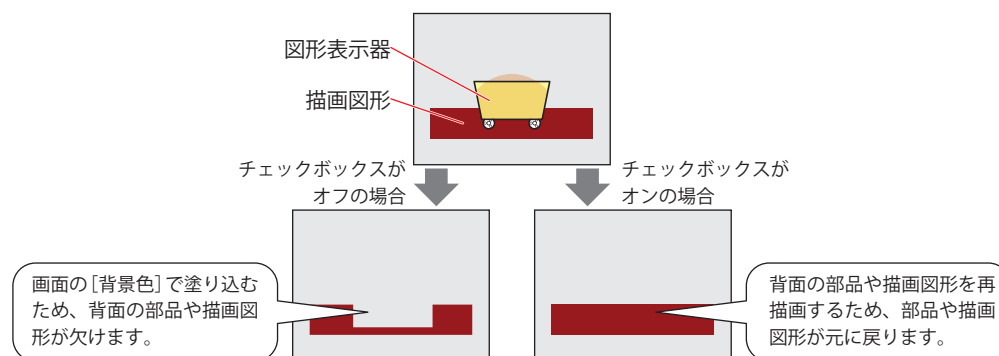 図形表示器
描画図形
チェックボックスが
オフの場合
チェックボックスが
オンの場合
画面の[背景色]で塗り込む
ため、背面の部品や描画図
形が欠けます。
背面の部品や描画図形を再
描画するため、部品や描画
図形が元に戻ります。